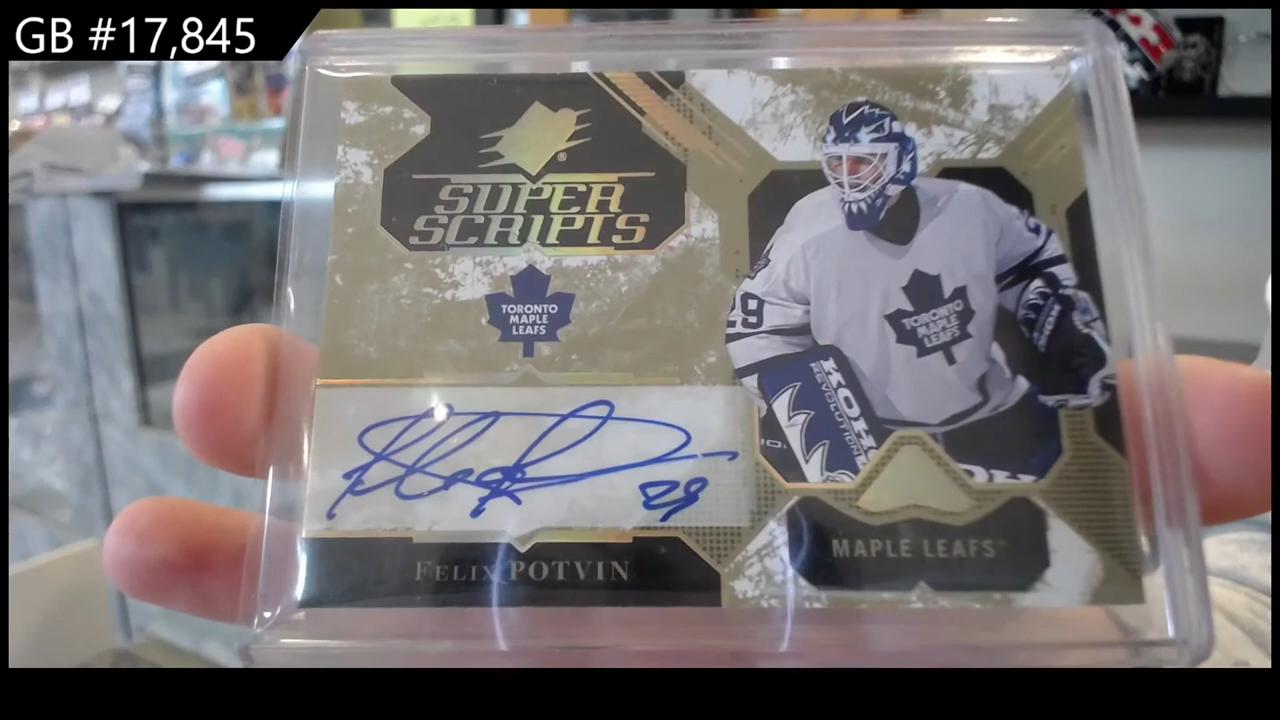 GB #17,845
SUPER
SCRIPTS
TORONTO
MAPLE
LEAFS
29
TORONTO
MAPLE
LEAFS
KOHO
REVOLUTION
29
FELIX POTVIN
MAPLE LEAFS